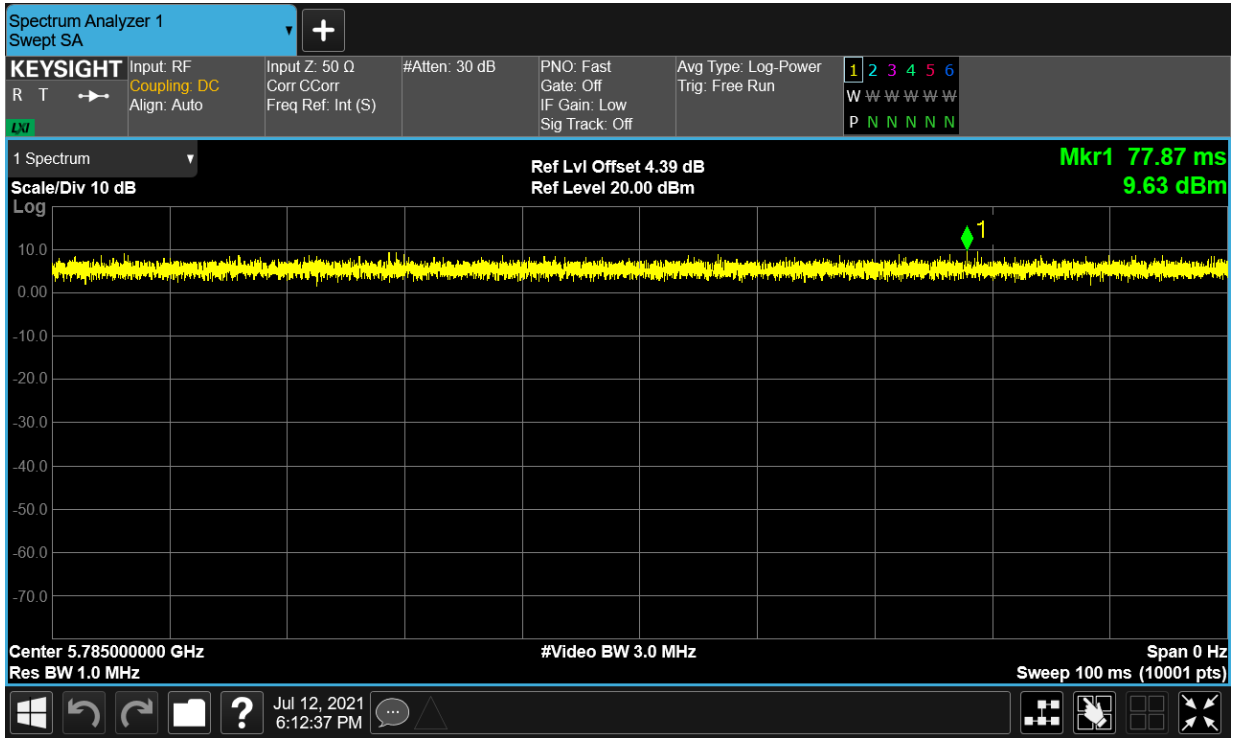 Spectrum Analyzer 1
Swept SA
KEYSIGHT
R T
LXI
Input: RF
Coupling: DC
Align: Auto
Input Z: 50 Ω
Corr CCorr
Freq Ref: Int (S)
#Atten: 30 dB
PNO: Fast
Gate: Off
IF Gain: Low
Sig Track: Off
Avg Type: Log-Power
Trig: Free Run
1 2 3 4 5 6
W W W W W W
P N N N N N
1 Spectrum
Scale/Div 10 dB
Log
Ref Lvl Offset 4.39 dB
Ref Level 20.00 dBm
Mkr1 77.87 ms
9.63 dBm
1
10.0
0.00
-10.0
-20.0
-30.0
-40.0
-50.0
-60.0
-70.0
Center 5.785000000 GHz
Res BW 1.0 MHz
#Video BW 3.0 MHz
Span 0 Hz
Sweep 100 ms (10001 pts)
?
Jul 12, 2021
6:12:37 PM